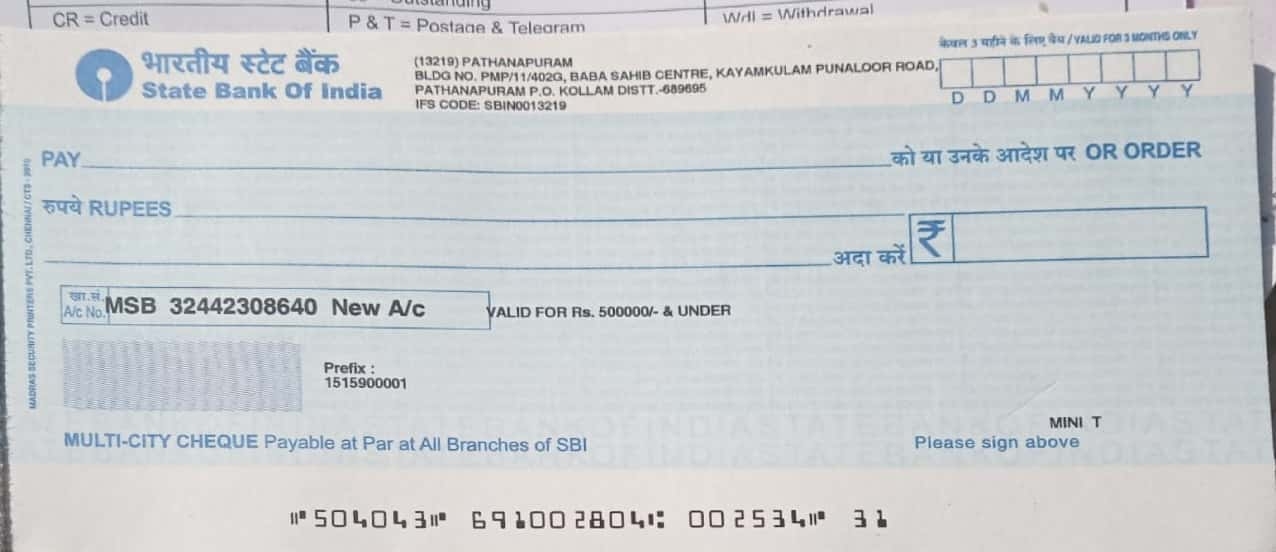 Outstanding
CR = Credit
P & T = Postage & Telegram
Wdl = Withdrawal
भारतीय स्टेट बैंक
State Bank Of India
(13219) PATHANAPURAM
BLDG NO. PMP/11/402G, BABA SAHIB CENTRE, KAYAMKULAM PUNALOOR ROAD,
PATHANAPURAM P.O. KOLLAM DISTT.-689695
IFS CODE: SBIN0013219
केवल 3 महीने के लिए वैध / VALID FOR 3 MONTHS ONLY
D D M M Y Y Y Y
PAY को या उनके आदेश पर OR ORDER
रुपये RUPEES
अदा करें ₹
खा.सं.
A/c No. MSB 32442308640 New A/c
VALID FOR Rs. 500000/- & UNDER
Prefix :
1515900001
MULTI-CITY CHEQUE Payable at Par at All Branches of SBI
MINI T
Please sign above
MADRAS SECURITY PRINTERS PVT. LTD., CHENNAI / CTS - 2010
⑈504043⑈ 691002804⑆ 002534⑈ 31